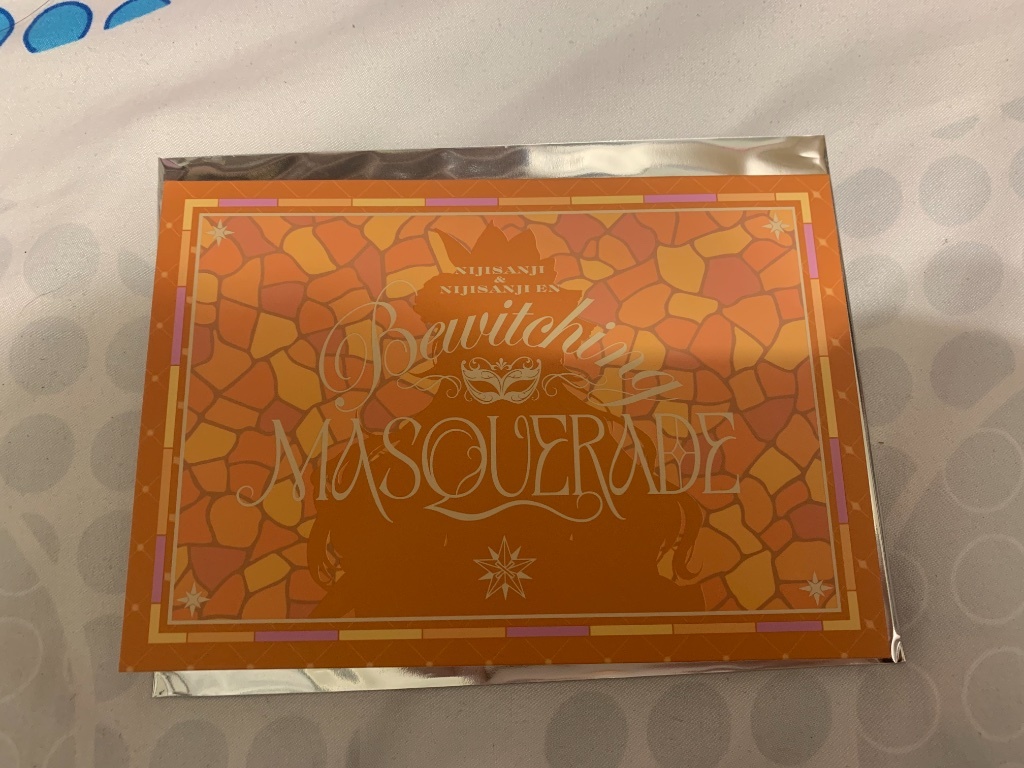 NIJISANJI
&
NIJISANJI EN
Bewitching
MASQUERADE